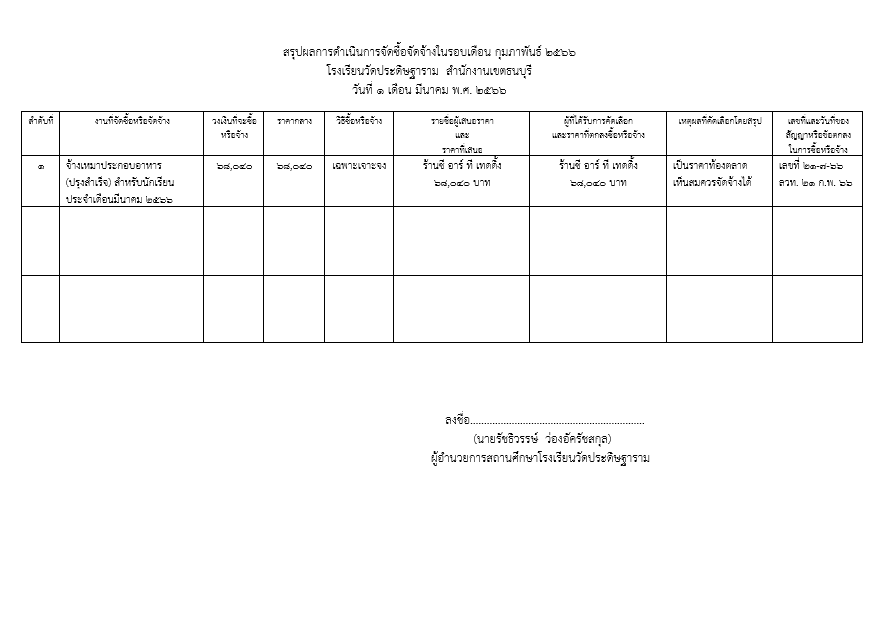 สรุปผลการดำเนินการจัดซื้อจัดจ้างในรอบเดือน กุมภาพันธ์ ๒๕๖๖
โรงเรียนวัดประดิษฐาราม สำนักงานเขตธนบุรี
วันที่ ๑ เดือน มีนาคม พ.ศ. ๒๕๖๖
ลำดับที่ งานที่จัดซื้อหรือจัดจ้าง วงเงินที่จะซื้อ ราคากลาง วิธีซื้อหรือจ้าง รายชื่อผู้เสนอราคา ผู้ที่ได้รับการคัดเลือก เหตุผลที่คัดเลือกโดยสรุป เลขที่และวันที่ของ
หรือจ้าง และ และราคาที่ตกลงซื้อหรือจ้าง สัญญาหรือข้อตกลง
ราคาที่เสนอ ในการซื้อหรือจ้าง
๑ จ้างเหมาประกอบอาหาร ๖๘,๐๔๐ ๖๘,๐๔๐ เฉพาะเจาะจง ร้านซี อาร์ ที เทดดิ้ง ร้านซี อาร์ ที เทดดิ้ง เป็นราคาท้องตลาด เลขที่ ๒๑-๗-๖๖
(ปรุงสำเร็จ) สำหรับนักเรียน ๖๘,๐๔๐ บาท ๖๘,๐๔๐ บาท เห็นสมควรจัดจ้างได้ ลวท. ๒๑ ก.พ. ๖๖
ประจำเดือนมีนาคม ๒๕๖๖
ลงชื่อ..........................................................
(นายรัชธิวรรษ์ ว่องอัครัชสกุล)
ผู้อำนวยการสถานศึกษาโรงเรียนวัดประดิษฐาราม